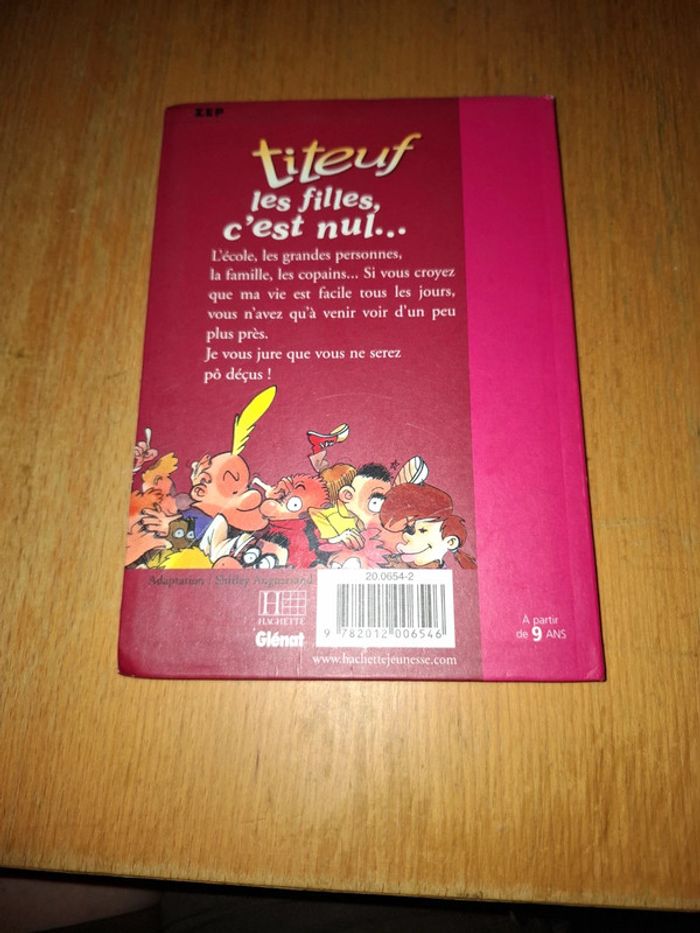 ZEP
titeuf
les filles,
c'est nul...
L'école, les grandes personnes,
la famille, les copains... Si vous croyez
que ma vie est facile tous les jours,
vous n'avez qu'à venir voir d'un peu
plus près.
Je vous jure que vous ne serez
pô déçus !
Adaptation : Shirley Anguerrand
20.0654-2
H
HACHETTE
Glénat
9 782012 006546
www.hachettejeunesse.com
À partir
de 9 ANS